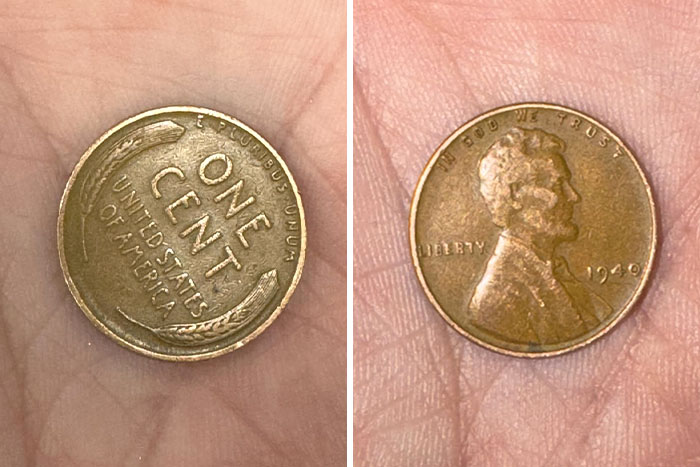 E PLURIBUS UNUM
ONE
CENT
UNITED STATES
OF AMERICA
IN GOD WE TRUST
LIBERTY
1940